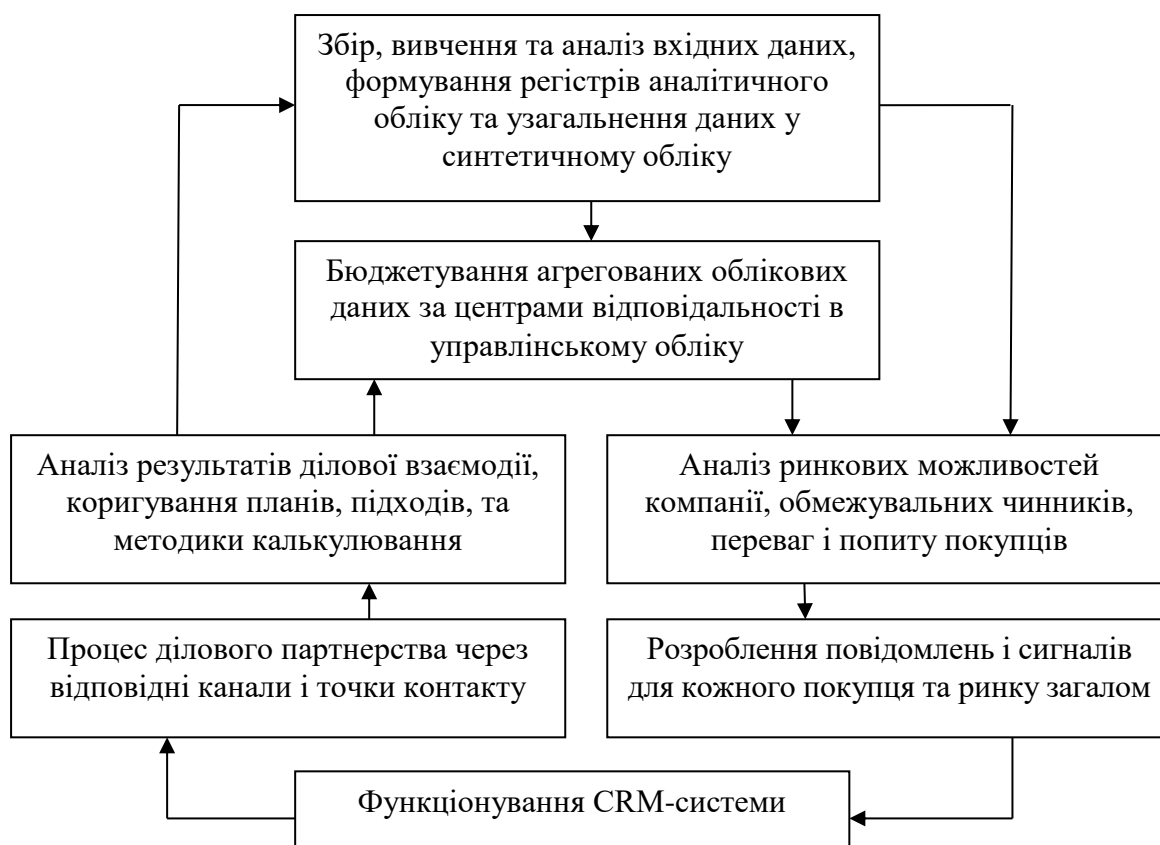 Збір, вивчення та аналіз вхідних даних,
формування регістрів аналітичного
обліку та узагальнення даних у
синтетичному обліку
Бюджетування агрегованих облікових
даних за центрами відповідальності в
управлінському обліку
Аналіз результатів ділової взаємодії,
коригування планів, підходів, та
методики калькулювання
Аналіз ринкових можливостей
компанії, обмежувальних чинників,
переваг і попиту покупців
Процес ділового партнерства через
відповідні канали і точки контакту
Розроблення повідомлень і сигналів
для кожного покупця та ринку загалом
Функціонування CRM-системи